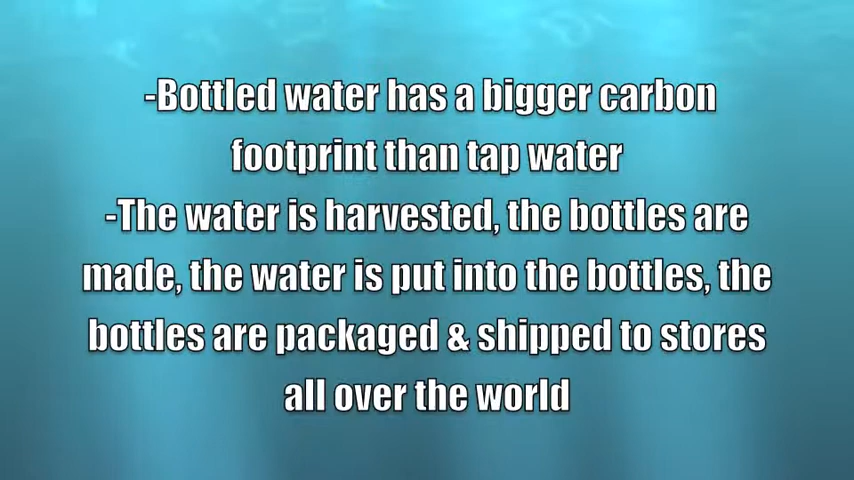 -Bottled water has a bigger carbon
footprint than tap water
-The water is harvested, the bottles are
made, the water is put into the bottles, the
bottles are packaged & shipped to stores
all over the world